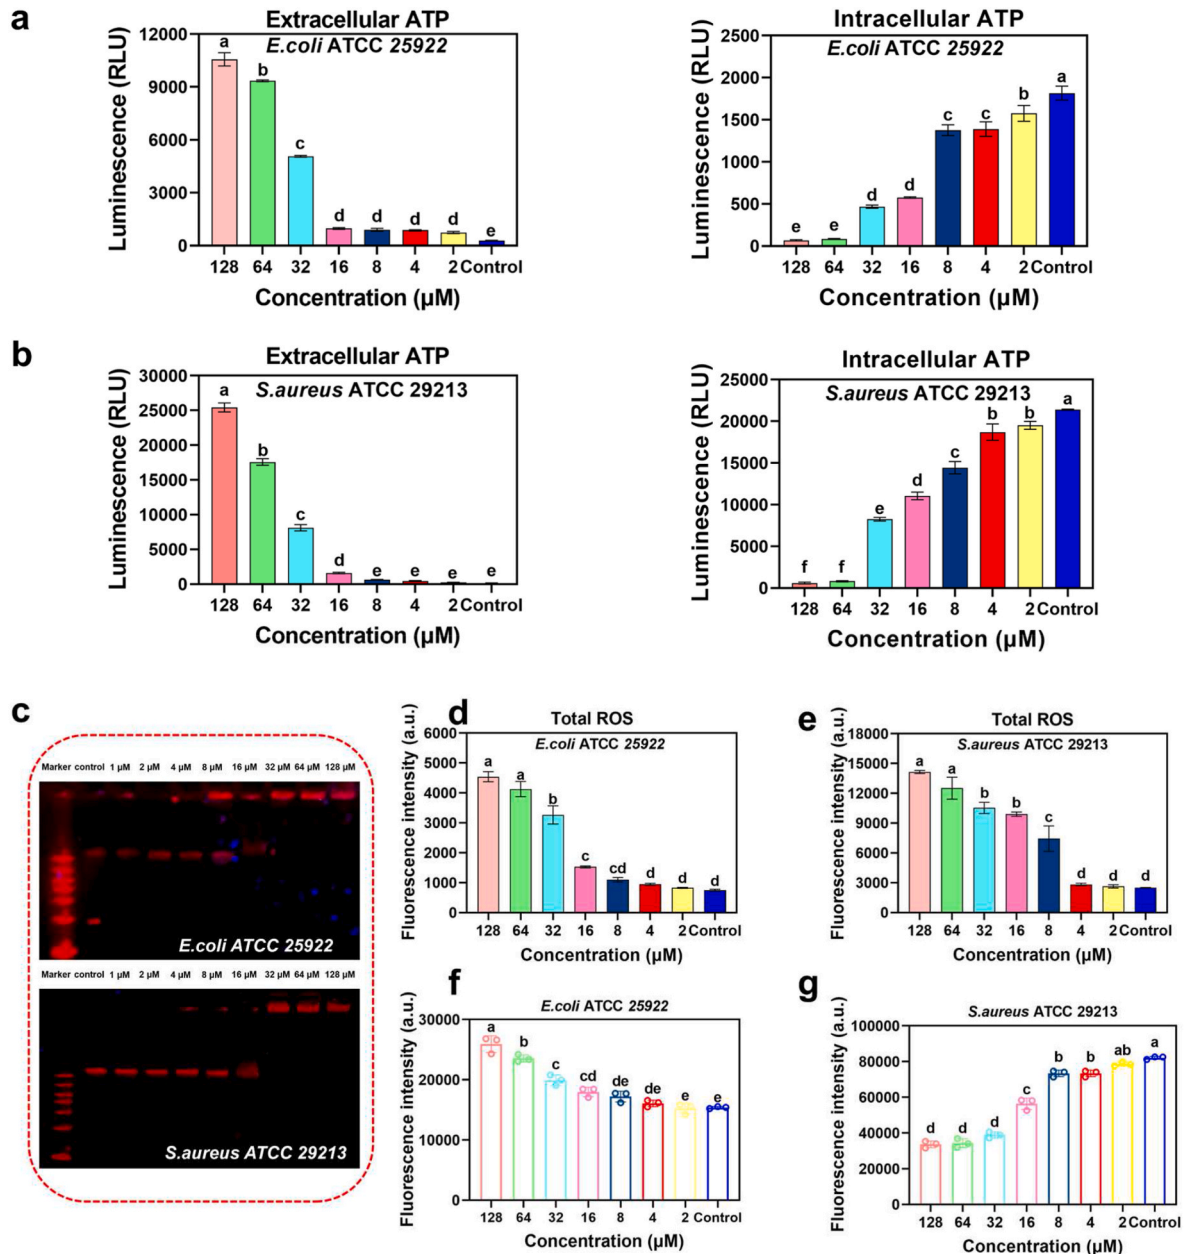 a
Extracellular ATP
E.coli ATCC 25922
Luminescence (RLU)
12000
9000
6000
3000
0
a
b
c
d
d
d
d
e
128 64 32 16 8 4 2 Control
Concentration (µM)
Intracellular ATP
E.coli ATCC 25922
Luminescence (RLU)
2500
2000
1500
1000
500
0
e
e
d
d
c
c
b
a
128 64 32 16 8 4 2 Control
Concentration (µM)
b
Extracellular ATP
S.aureus ATCC 29213
Luminescence (RLU)
30000
25000
20000
15000
10000
5000
0
a
b
c
d
e
e
e
e
128 64 32 16 8 4 2 Control
Concentration (µM)
Intracellular ATP
S.aureus ATCC 29213
Luminescence (RLU)
25000
20000
15000
10000
5000
0
f
f
e
d
c
b
b
a
128 64 32 16 8 4 2 Control
Concentration (µM)
c
Marker control 1 µM 2 µM 4 µM 8 µM 16 µM 32 µM 64 µM 128 µM
E.coli ATCC 25922
Marker control 1 µM 2 µM 4 µM 8 µM 16 µM 32 µM 64 µM 128 µM
S.aureus ATCC 29213
d
Total ROS
E.coli ATCC 25922
Fluorescence intensity (a.u.)
6000
5000
4000
3000
2000
1000
0
a
a
b
c
cd
d
d
d
128 64 32 16 8 4 2 Control
Concentration (µM)
e
Total ROS
S.aureus ATCC 29213
Fluorescence intensity (a.u.)
18000
15000
12000
9000
6000
3000
0
a
a
b
b
c
d
d
d
128 64 32 16 8 4 2 Control
Concentration (µM)
f
E.coli ATCC 25922
Fluorescence intensity (a.u.)
30000
20000
10000
0
a
b
c
cd
de
de
e
e
128 64 32 16 8 4 2 Control
Concentration (µM)
g
S.aureus ATCC 29213
Fluorescence intensity (a.u.)
100000
80000
60000
40000
20000
0
d
d
d
c
b
b
ab
a
128 64 32 16 8 4 2 Control
Concentration (µM)